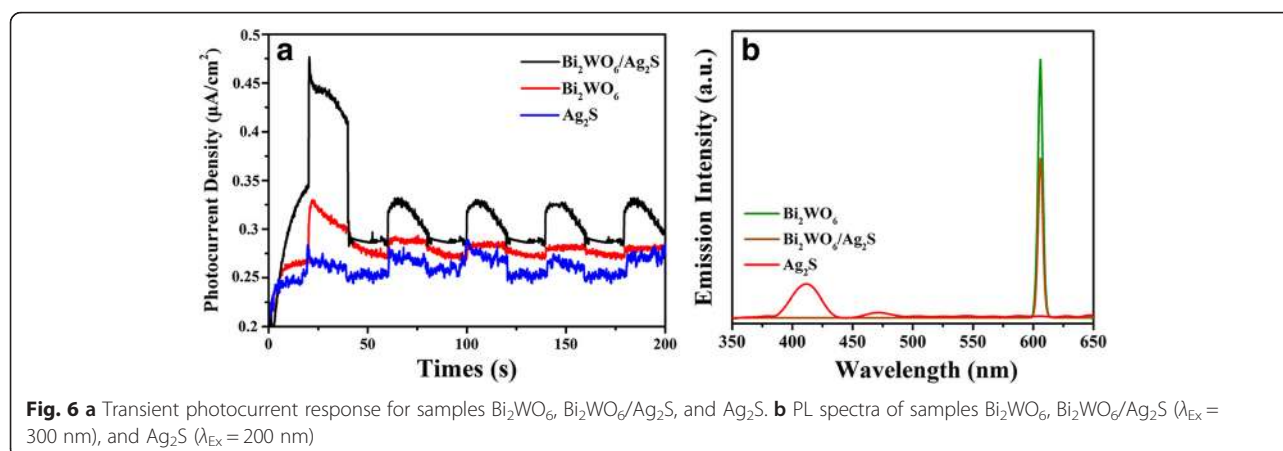 a
Photocurrent Density (µA/cm²)
0.5
0.45
0.4
0.35
0.3
0.25
0.2
Bi₂WO₆/Ag₂S
Bi₂WO₆
Ag₂S
0 50 100 150 200
Times (s)
b
Emission Intensity (a.u.)
Bi₂WO₆
Bi₂WO₆/Ag₂S
Ag₂S
350 400 450 500 550 600 650
Wavelength (nm)
Fig. 6 a Transient photocurrent response for samples Bi₂WO₆, Bi₂WO₆/Ag₂S, and Ag₂S. b PL spectra of samples Bi₂WO₆, Bi₂WO₆/Ag₂S (λEx =
300 nm), and Ag₂S (λEx = 200 nm)